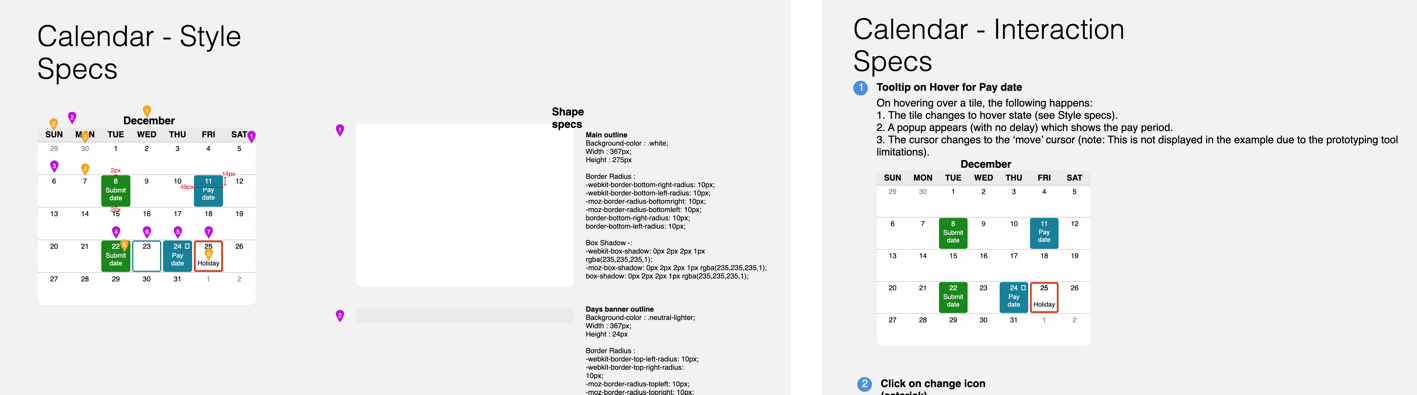 Calendar - Style
Specs
December
SUN MON TUE WED THU FRI SAT
29 30 1 2 3 4 5
6 7 8 9 10 11 12
Submit
date
Pay
date
2px
14px
49px
13 14 15 16 17 18 19
20 21 22 23 24 25 26
Submit
date
Pay
date
Holiday
27 28 29 30 31 1 2
Shape
specs
1
Main outline
Background-color : .white;
Width : 367px;
Height : 275px
Border Radius :
-webkit-border-bottom-right-radius: 10px;
-webkit-border-bottom-left-radius: 10px;
-moz-border-radius-bottomright: 10px;
-moz-border-radius-bottomleft: 10px;
border-bottom-right-radius: 10px;
border-bottom-left-radius: 10px;
Box Shadow -:
-webkit-box-shadow: 0px 2px 2px 1px
rgba(235,235,235,1);
-moz-box-shadow: 0px 2px 2px 1px rgba(235,235,235,1);
box-shadow: 0px 2px 2px 1px rgba(235,235,235,1);
2
Days banner outline
Background-color : .neutral-lighter;
Width : 367px;
Height : 24px
Border Radius :
-webkit-border-top-left-radius: 10px;
-webkit-border-top-right-radius:
10px;
-moz-border-radius-topleft: 10px;
-moz-border-radius-topright: 10px;
Calendar - Interaction
Specs
1 Tooltip on Hover for Pay date
On hovering over a tile, the following happens:
1. The tile changes to hover state (see Style specs).
2. A popup appears (with no delay) which shows the pay period.
3. The cursor changes to the ‘move’ cursor (note: This is not displayed in the example due to the prototyping tool
limitations).
December
SUN MON TUE WED THU FRI SAT
29 30 1 2 3 4 5
6 7 8 9 10 11 12
Submit
date
Pay
date
13 14 15 16 17 18 19
20 21 22 23 24 25 26
Submit
date
Pay
date
Holiday
27 28 29 30 31 1 2
2 Click on change icon